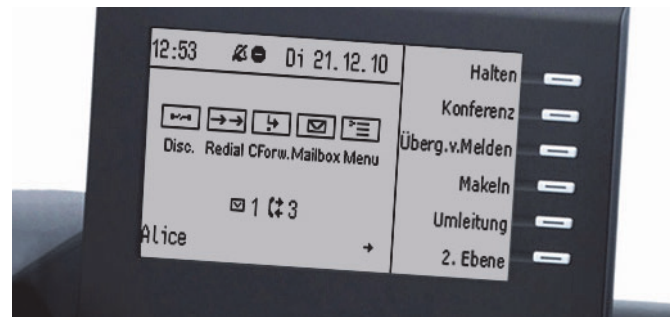 12:53 Di 21.12.10
Disc. Redial CForw. Mailbox Menu
1 3
Alice
Halten
Konferenz
Überg.v.Melden
Makeln
Umleitung
2. Ebene